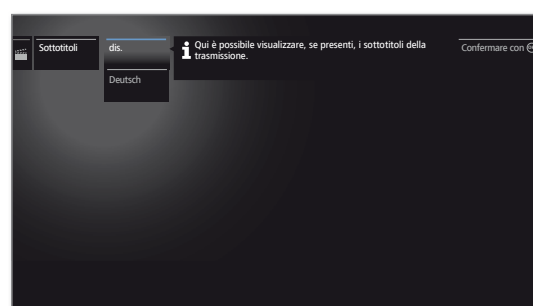 Sottotitoli
dis.
Deutsch
Qui è possibile visualizzare, se presenti, i sottotitoli della
trasmissione.
Confermare con